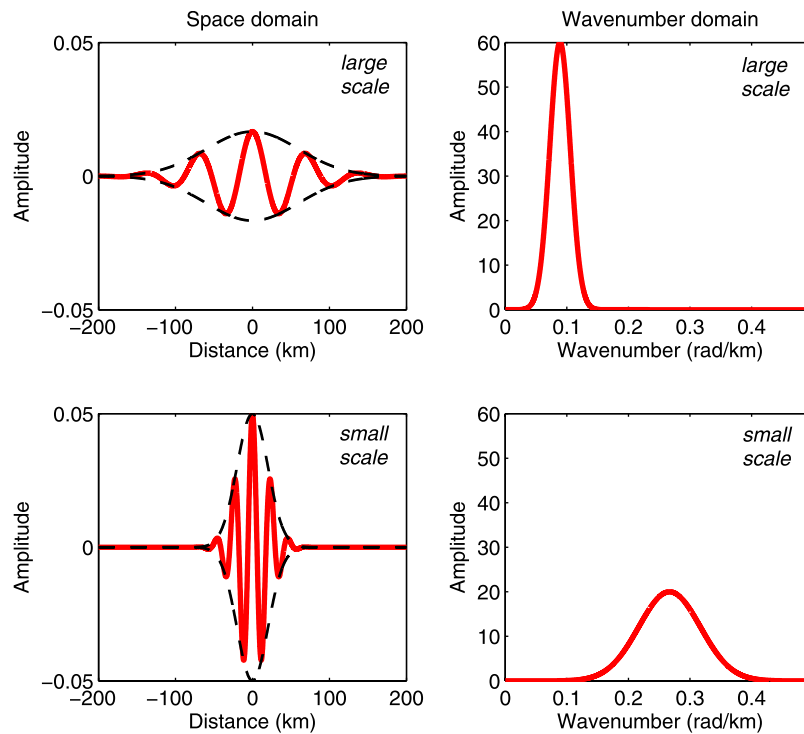 Space domain
Wavenumber domain
0.05
0
−0.05
Amplitude
large
scale
−200
−100
0
100
200
Distance (km)
60
50
40
30
20
10
0
Amplitude
large
scale
0
0.1
0.2
0.3
0.4
Wavenumber (rad/km)
0.05
0
−0.05
Amplitude
small
scale
−200
−100
0
100
200
Distance (km)
60
50
40
30
20
10
0
Amplitude
small
scale
0
0.1
0.2
0.3
0.4
Wavenumber (rad/km)